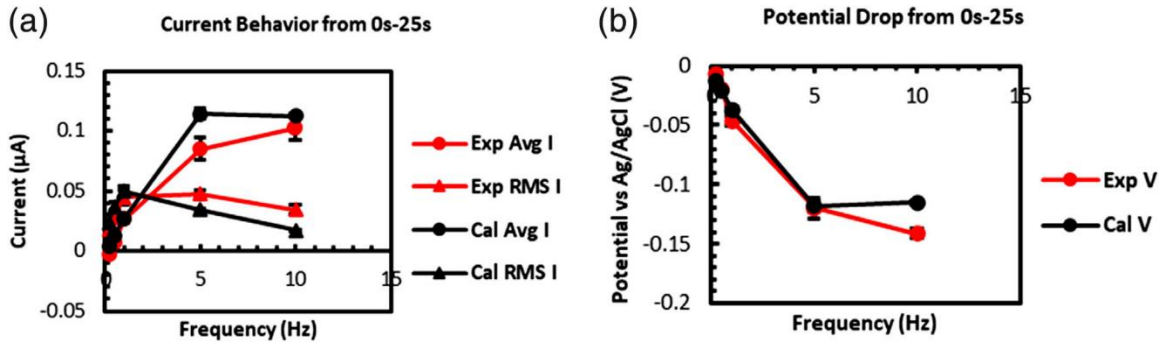 (a)
Current Behavior from 0s-25s
0.15
0.1
0.05
0
-0.05
0
5
10
15
Current (µA)
Frequency (Hz)
Exp Avg I
Exp RMS I
Cal Avg I
Cal RMS I
(b)
Potential Drop from 0s-25s
0
-0.05
-0.1
-0.15
-0.2
0
5
10
15
Potential vs Ag/AgCl (V)
Frequency (Hz)
Exp V
Cal V